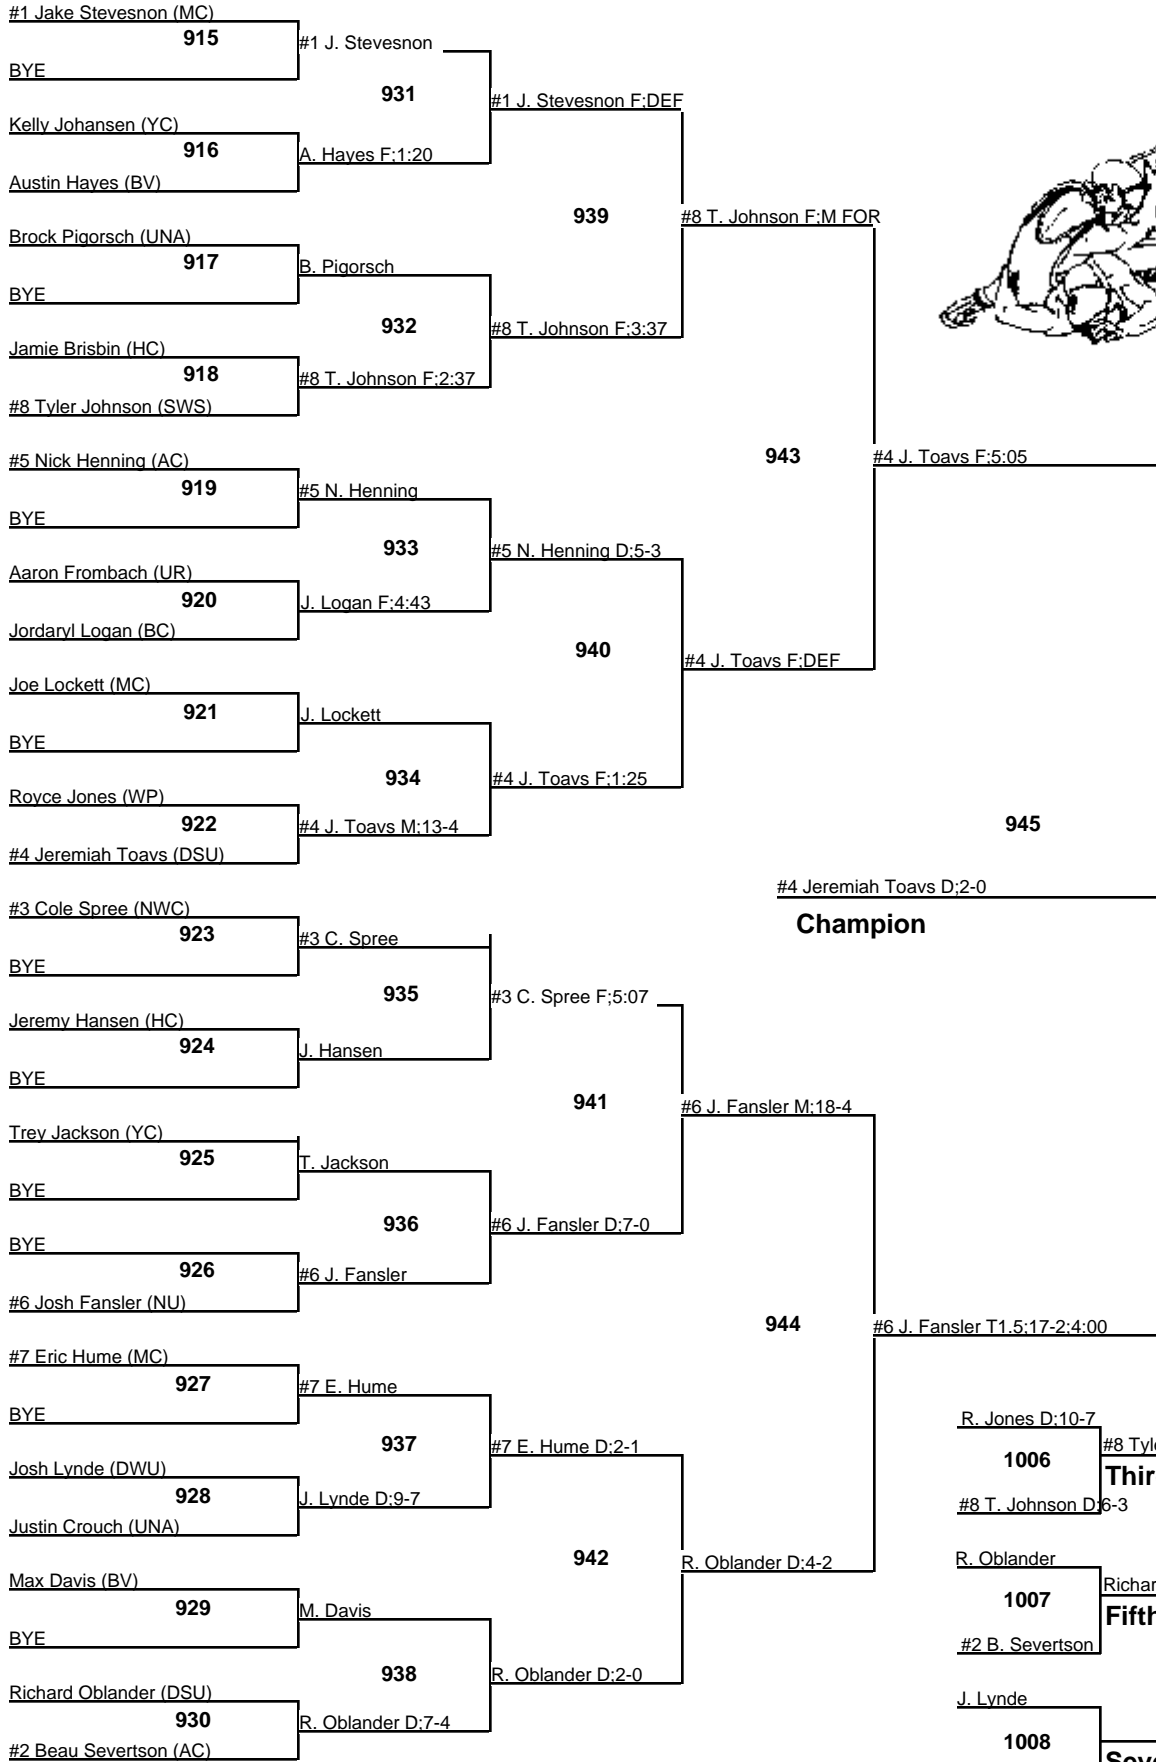 #1 Jake Stevesnon (MC)
915
BYE
#1 J. Stevesnon
931
Kelly Johansen (YC)
916
Austin Hayes (BV)
A. Hayes F;1:20
#1 J. Stevesnon F;DEF
939
Brock Pigorsch (UNA)
917
BYE
B. Pigorsch
932
Jamie Brisbin (HC)
918
#8 Tyler Johnson (SWS)
#8 T. Johnson F;2:37
#8 T. Johnson F;3:37
#8 T. Johnson F;M FOR
943
#5 Nick Henning (AC)
919
BYE
#5 N. Henning
933
Aaron Frombach (UR)
920
Jordaryl Logan (BC)
J. Logan F;4:43
#5 N. Henning D;5-3
940
Joe Lockett (MC)
921
BYE
J. Lockett
934
Royce Jones (WP)
922
#4 Jeremiah Toavs (DSU)
#4 J. Toavs M;13-4
#4 J. Toavs F;1:25
#4 J. Toavs F;DEF
#4 J. Toavs F;5:05
945
#4 Jeremiah Toavs D;2-0
Champion
#3 Cole Spree (NWC)
923
BYE
#3 C. Spree
935
Jeremy Hansen (HC)
924
BYE
J. Hansen
#3 C. Spree F;5:07
941
Trey Jackson (YC)
925
BYE
T. Jackson
936
BYE
926
#6 Josh Fansler (NU)
#6 J. Fansler
#6 J. Fansler D;7-0
#6 J. Fansler M;18-4
944
#6 J. Fansler T1.5;17-2;4:00
#7 Eric Hume (MC)
927
BYE
#7 E. Hume
937
Josh Lynde (DWU)
928
Justin Crouch (UNA)
J. Lynde D;9-7
#7 E. Hume D;2-1
942
Max Davis (BV)
929
BYE
M. Davis
938
Richard Oblander (DSU)
930
#2 Beau Severtson (AC)
R. Oblander D;7-4
R. Oblander D;2-0
R. Oblander D;4-2
R. Jones D;10-7
1006
#8 T. Johnson D;6-3
#8 Tyl
Thir
R. Oblander
1007
#2 B. Severtson
Richar
Fifth
J. Lynde
1008